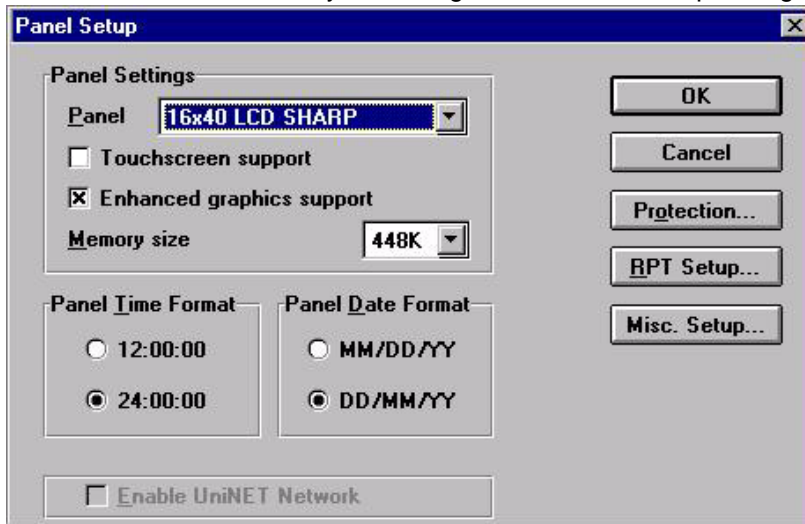 Panel Setup
Panel Settings
Panel 16x40 LCD SHARP
Touchscreen support
Enhanced graphics support
Memory size 448K
Panel Time Format
12:00:00
24:00:00
Panel Date Format
MM/DD/YY
DD/MM/YY
Enable UniNET Network
OK
Cancel
Protection...
RPT Setup...
Misc. Setup...